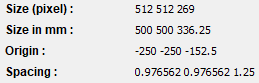 Size (pixel) : 512 512 269
Size in mm : 500 500 336.25
Origin : -250 -250 -152.5
Spacing : 0.976562 0.976562 1.25